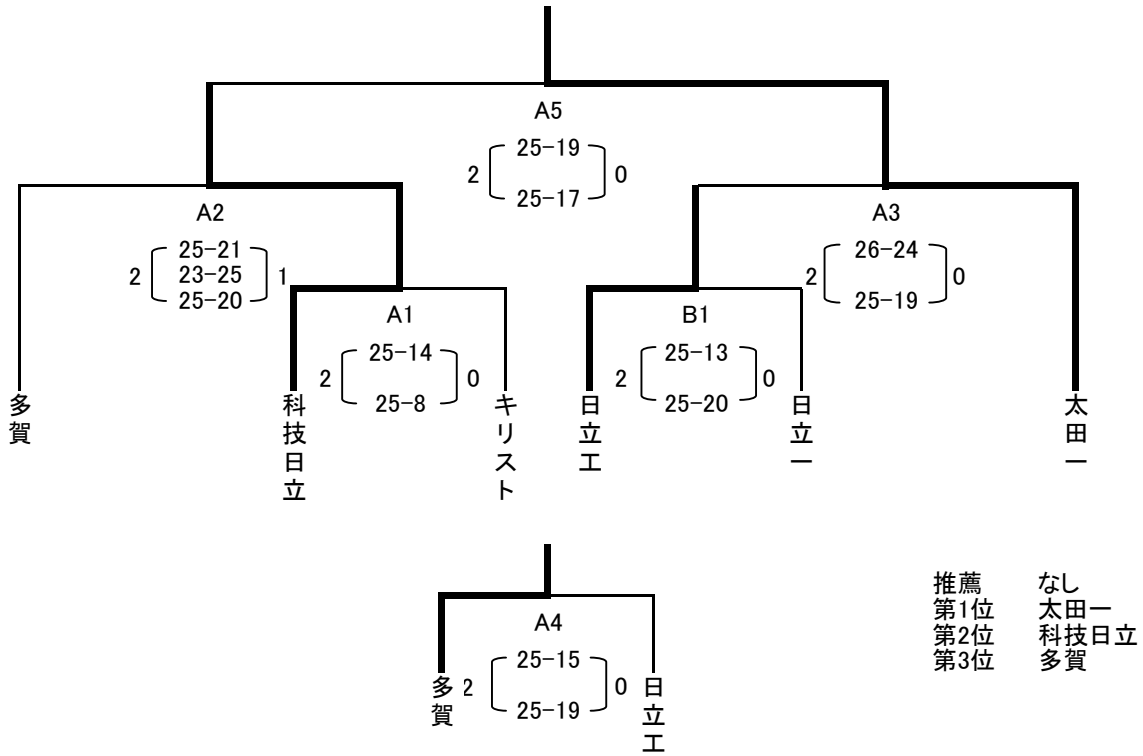 A5
25-19
2 0
25-17
A2
25-21
2 23-25 1
25-20
A3
26-24
2 0
25-19
A1
25-14
2 0
25-8
B1
25-13
2 0
25-20
多賀
科技日立
キリスト
日立工
日立一
太田一
A4
25-15
2 0
25-19
多賀
日立工
推薦 なし
第1位 太田一
第2位 科技日立
第3位 多賀